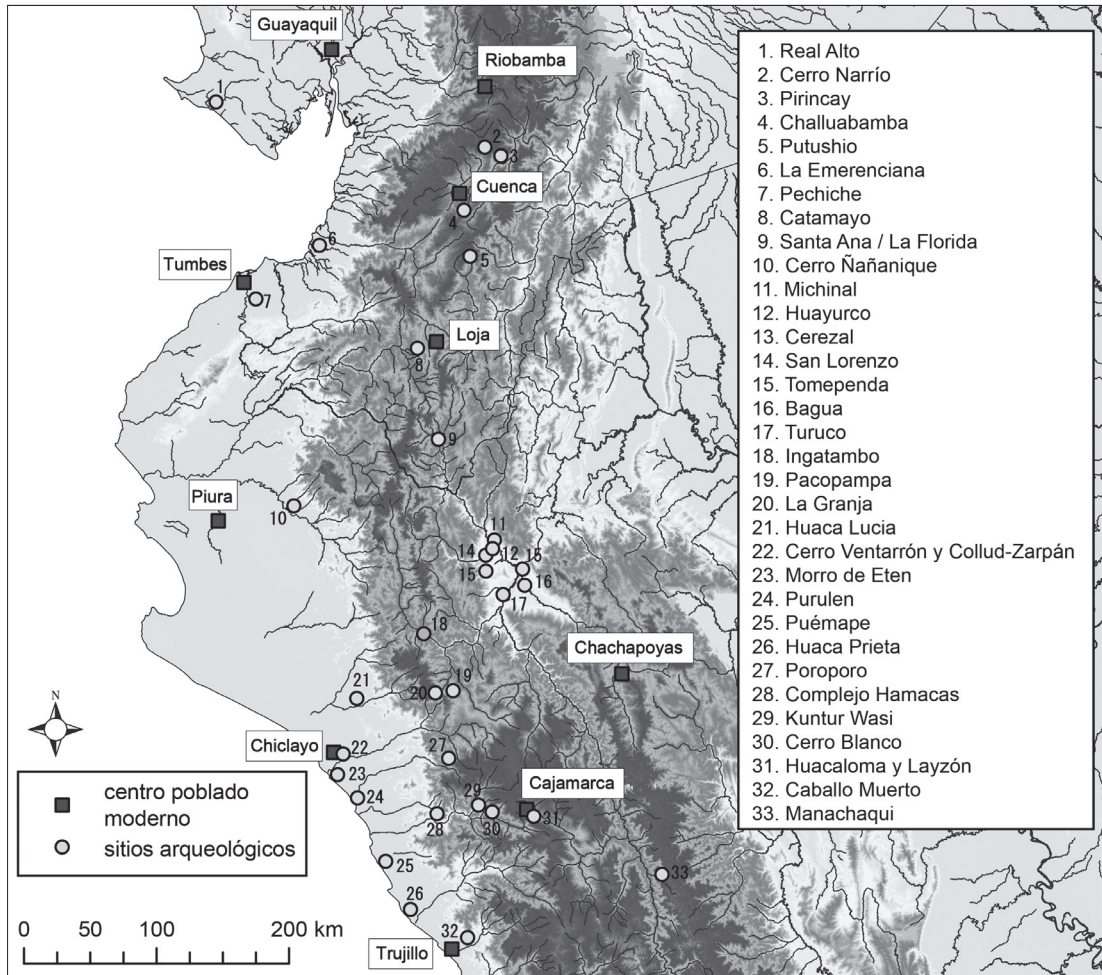 Guayaquil
Riobamba
1
2
3
Cuenca
4
5
6
Tumbes
7
Loja
8
9
Piura
10
11
14
12
15
15
16
17
18
Chachapoyas
19
20
21
Chiclayo
22
23
24
27
Cajamarca
29
30
31
28
25
33
26
32
Trujillo
N
centro poblado
moderno
sitios arqueológicos
0 50 100 200 km
1. Real Alto
2. Cerro Narrío
3. Pirincay
4. Challuabamba
5. Putushio
6. La Emerenciana
7. Pechiche
8. Catamayo
9. Santa Ana / La Florida
10. Cerro Ñañanique
11. Michinal
12. Huayurco
13. Cerezal
14. San Lorenzo
15. Tomependa
16. Bagua
17. Turuco
18. Ingatambo
19. Pacopampa
20. La Granja
21. Huaca Lucia
22. Cerro Ventarrón y Collud-Zarpán
23. Morro de Eten
24. Purulen
25. Puémape
26. Huaca Prieta
27. Poroporo
28. Complejo Hamacas
29. Kuntur Wasi
30. Cerro Blanco
31. Huacaloma y Layzón
32. Caballo Muerto
33. Manachaqui